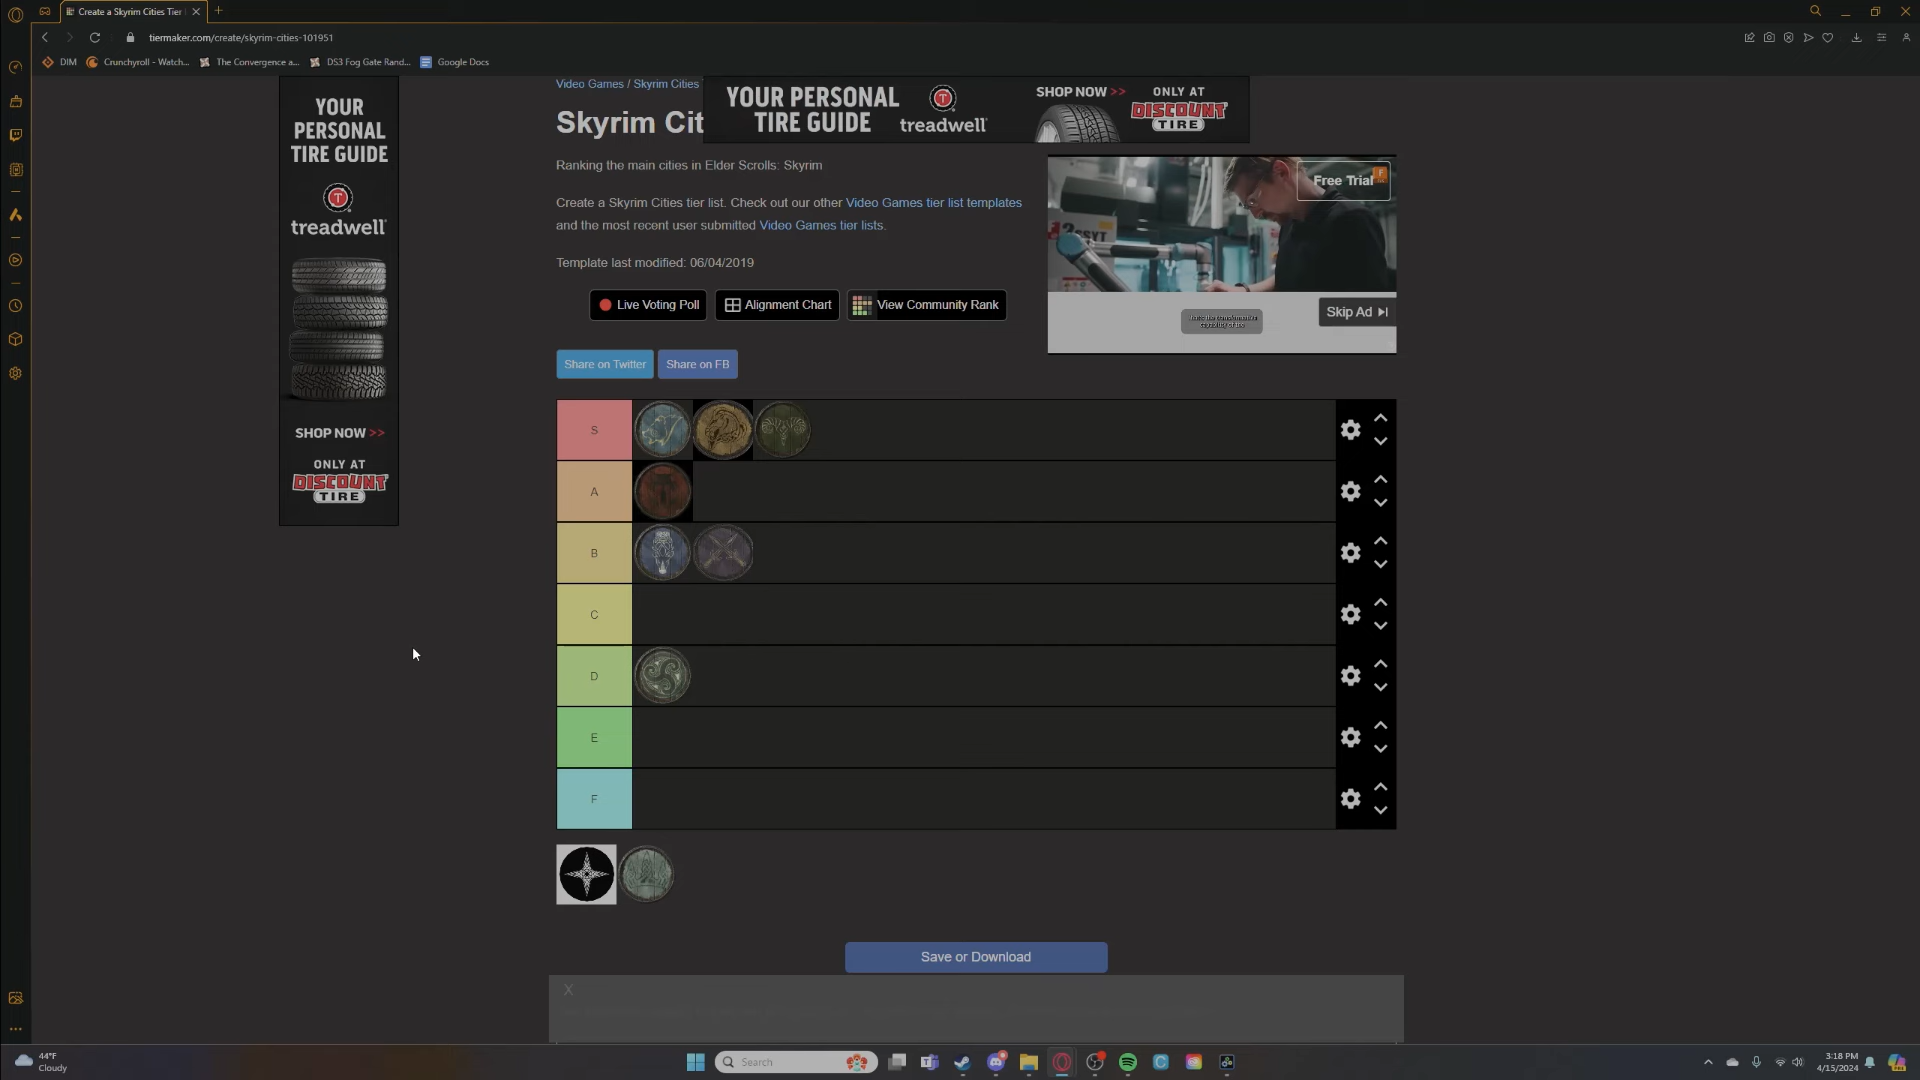 Create a Skyrim Cities Tier
tiermaker.com/create/skyrim-cities-101951
DIM
Crunchyroll - Watch...
The Convergence a...
DS3 Fog Gate Rand...
Google Docs
YOUR
PERSONAL
TIRE GUIDE
T
treadwell
SHOP NOW >>
ONLY AT
DISCOUNT
TIRE
Video Games / Skyrim Cities
YOUR PERSONAL
TIRE GUIDE
T
treadwell
SHOP NOW >>
ONLY AT
DISCOUNT
TIRE
Skyrim Cit
Ranking the main cities in Elder Scrolls: Skyrim
Create a Skyrim Cities tier list. Check out our other Video Games tier list templates
and the most recent user submitted Video Games tier lists.
Template last modified: 06/04/2019
Free Trial
Skip Ad
Live Voting Poll
Alignment Chart
View Community Rank
Share on Twitter
Share on FB
S
A
B
C
D
E
F
Save or Download
X
44°F
Cloudy
Search
3:18 PM
4/15/2024